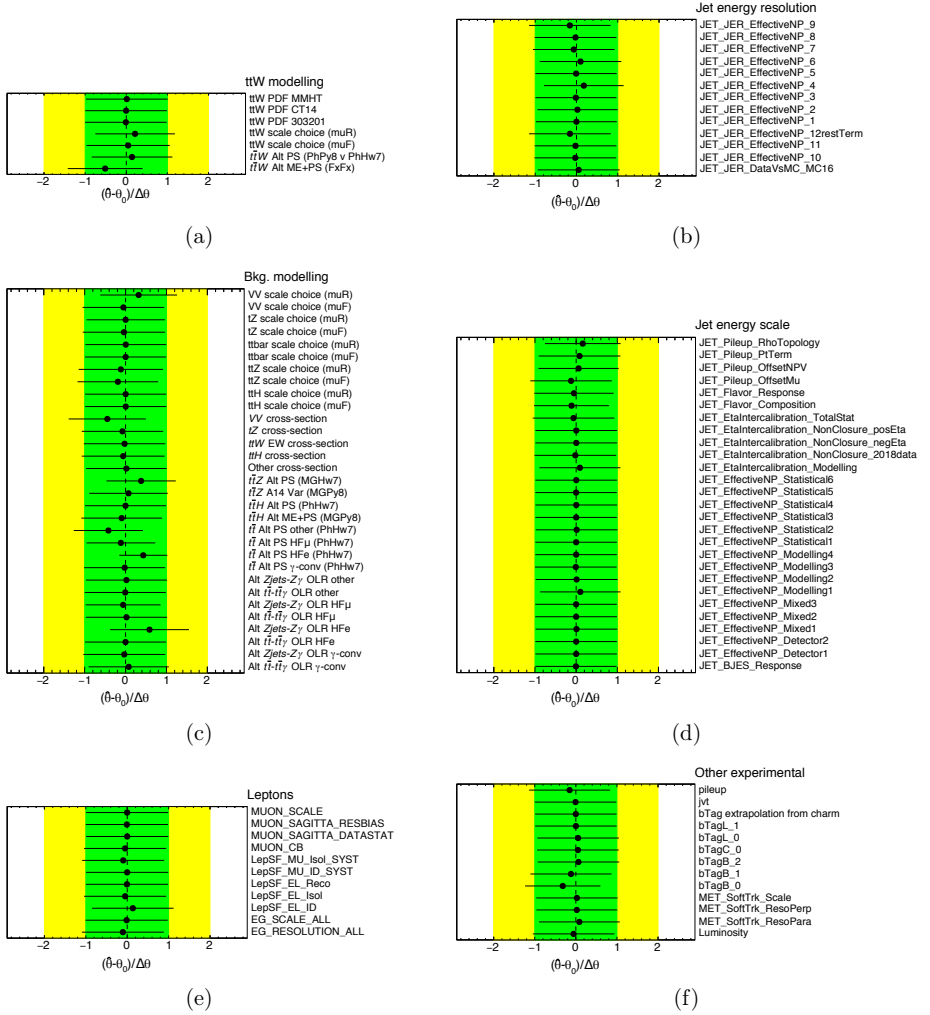 ttW modelling
ttW PDF MMHT
ttW PDF CT14
ttW PDF 303201
ttW scale choice (muR)
ttW scale choice (muF)
tt̄W Alt PS (PhPy8 v PhHw7)
tt̄W Alt ME+PS (FxFx)
−2 −1 0 1 2
(θ̂-θ₀)/Δθ
(a)
Jet energy resolution
JET_JER_EffectiveNP_9
JET_JER_EffectiveNP_8
JET_JER_EffectiveNP_7
JET_JER_EffectiveNP_6
JET_JER_EffectiveNP_5
JET_JER_EffectiveNP_4
JET_JER_EffectiveNP_3
JET_JER_EffectiveNP_2
JET_JER_EffectiveNP_1
JET_JER_EffectiveNP_12restTerm
JET_JER_EffectiveNP_11
JET_JER_EffectiveNP_10
JET_JER_DataVsMC_MC16
−2 −1 0 1 2
(θ̂-θ₀)/Δθ
(b)
Bkg. modelling
VV scale choice (muR)
VV scale choice (muF)
tZ scale choice (muR)
tZ scale choice (muF)
ttbar scale choice (muR)
ttbar scale choice (muF)
ttZ scale choice (muR)
ttZ scale choice (muF)
ttH scale choice (muR)
ttH scale choice (muF)
VV cross-section
tZ cross-section
ttW EW cross-section
ttH cross-section
Other cross-section
tt̄Z Alt PS (MGHw7)
tt̄Z A14 Var (MGPy8)
tt̄H Alt PS (PhHw7)
tt̄H Alt ME+PS (MGPy8)
tt̄ Alt PS other (PhHw7)
tt̄ Alt PS HFμ (PhHw7)
tt̄ Alt PS HFe (PhHw7)
tt̄ Alt PS γ-conv (PhHw7)
Alt Zjets-Zγ OLR other
Alt tt̄-tt̄γ OLR other
Alt Zjets-Zγ OLR HFμ
Alt tt̄-tt̄γ OLR HFμ
Alt Zjets-Zγ OLR HFe
Alt tt̄-tt̄γ OLR HFe
Alt Zjets-Zγ OLR γ-conv
Alt tt̄-tt̄γ OLR γ-conv
−2 −1 0 1 2
(θ̂-θ₀)/Δθ
(c)
Jet energy scale
JET_Pileup_RhoTopology
JET_Pileup_PtTerm
JET_Pileup_OffsetNPV
JET_Pileup_OffsetMu
JET_Flavor_Response
JET_Flavor_Composition
JET_EtaIntercalibration_TotalStat
JET_EtaIntercalibration_NonClosure_posEta
JET_EtaIntercalibration_NonClosure_negEta
JET_EtaIntercalibration_NonClosure_2018data
JET_EtaIntercalibration_Modelling
JET_EffectiveNP_Statistical6
JET_EffectiveNP_Statistical5
JET_EffectiveNP_Statistical4
JET_EffectiveNP_Statistical3
JET_EffectiveNP_Statistical2
JET_EffectiveNP_Statistical1
JET_EffectiveNP_Modelling4
JET_EffectiveNP_Modelling3
JET_EffectiveNP_Modelling2
JET_EffectiveNP_Modelling1
JET_EffectiveNP_Mixed3
JET_EffectiveNP_Mixed2
JET_EffectiveNP_Mixed1
JET_EffectiveNP_Detector2
JET_EffectiveNP_Detector1
JET_BJES_Response
−2 −1 0 1 2
(θ̂-θ₀)/Δθ
(d)
Leptons
MUON_SCALE
MUON_SAGITTA_RESBIAS
MUON_SAGITTA_DATASTAT
MUON_CB
LepSF_MU_Isol_SYST
LepSF_MU_ID_SYST
LepSF_EL_Reco
LepSF_EL_Isol
LepSF_EL_ID
EG_SCALE_ALL
EG_RESOLUTION_ALL
−2 −1 0 1 2
(θ̂-θ₀)/Δθ
(e)
Other experimental
pileup
jvt
bTag extrapolation from charm
bTagL_1
bTagL_0
bTagC_0
bTagB_2
bTagB_1
bTagB_0
MET_SoftTrk_Scale
MET_SoftTrk_ResoPerp
MET_SoftTrk_ResoPara
Luminosity
−2 −1 0 1 2
(θ̂-θ₀)/Δθ
(f)